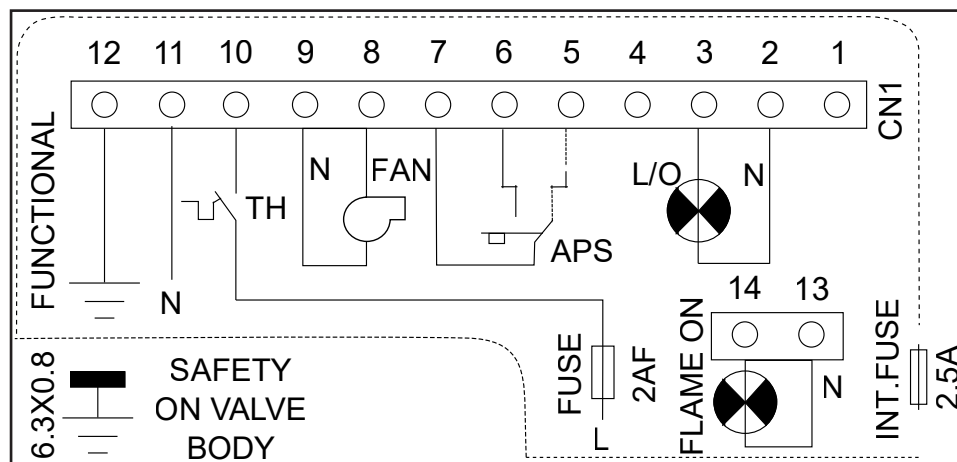 12 11 10 9 8 7 6 5 4 3 2 1
CN1
FUNCTIONAL
N
TH
N
FAN
APS
L/O
N
FUSE
2AF
L
FLAME ON
14 13
N
INT.FUSE
2.5A
6.3X0.8
SAFETY
ON VALVE
BODY